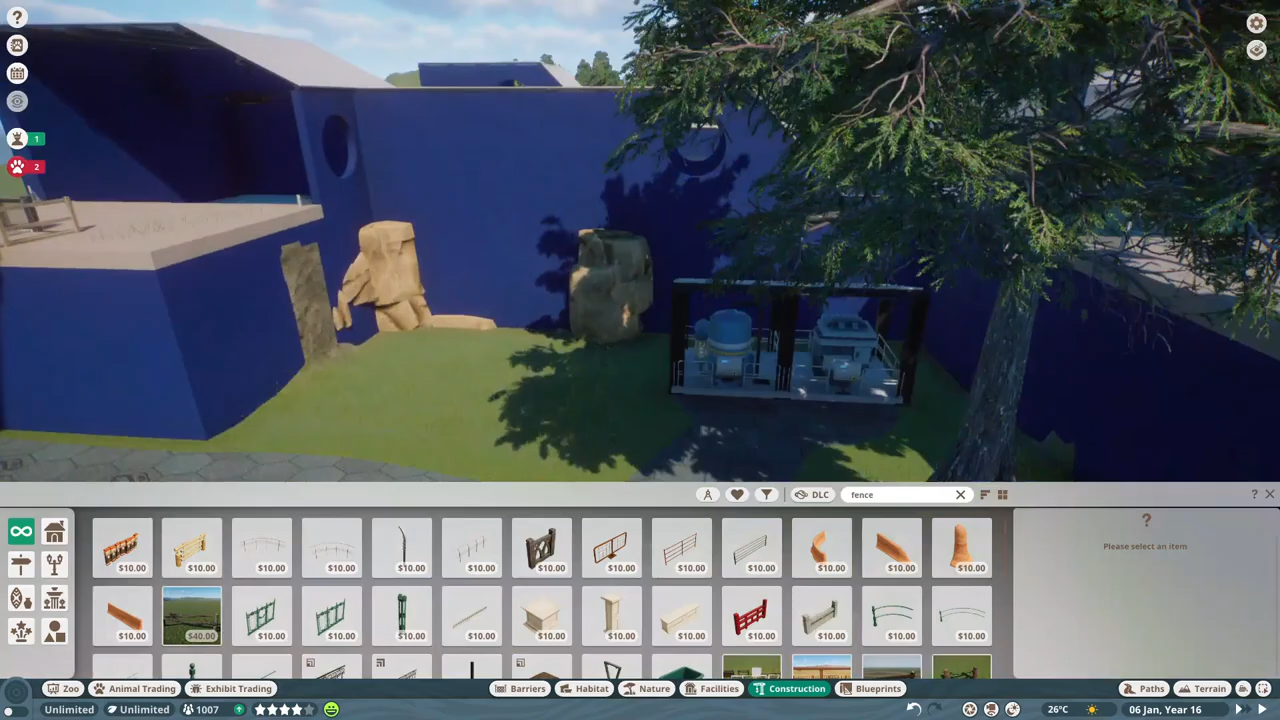 ?
1
2
DLC
fence
? X
?
Please select an item
$10.00 $10.00 $10.00 $10.00 $10.00 $10.00 $10.00 $10.00 $10.00 $10.00 $10.00 $10.00 $10.00
$10.00 $40.00 $10.00 $10.00 $10.00 $10.00 $10.00 $10.00 $10.00 $10.00 $10.00 $10.00 $10.00
Zoo Animal Trading Exhibit Trading Barriers Habitat Nature Facilities Construction Blueprints Paths Terrain
Unlimited Unlimited 1007 26°C 06 Jan, Year 16